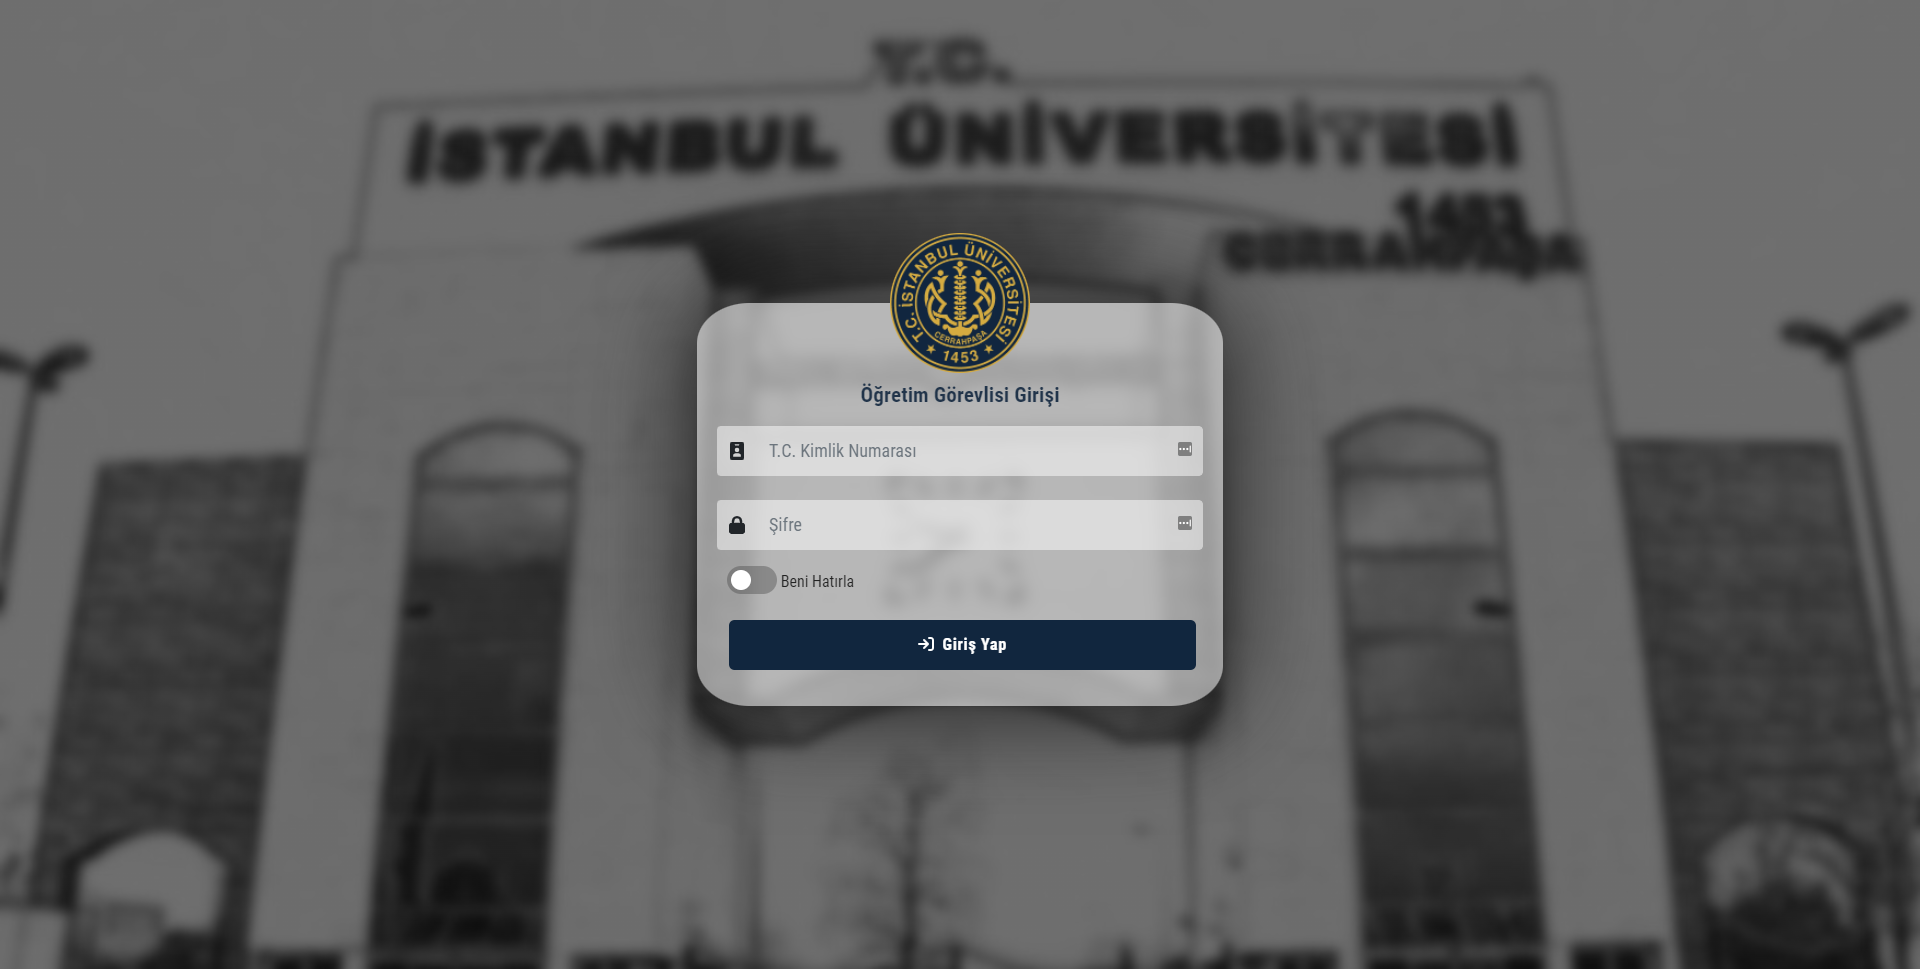 T.C.
İSTANBUL ÜNİVERSİTESİ
1453
CERRAHPAŞA
T.C. İSTANBUL ÜNİVERSİTESİ
CERRAHPAŞA
★ 1453 ★
Öğretim Görevlisi Girişi
T.C. Kimlik Numarası
Şifre
Beni Hatırla
Giriş Yap